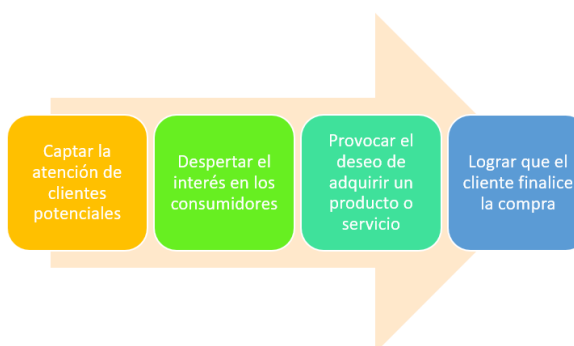 Captar la
atención de
clientes
potenciales
Despertar el
interés en los
consumidores
Provocar el
deseo de
adquirir un
producto o
servicio
Lograr que el
cliente finalice
la compra